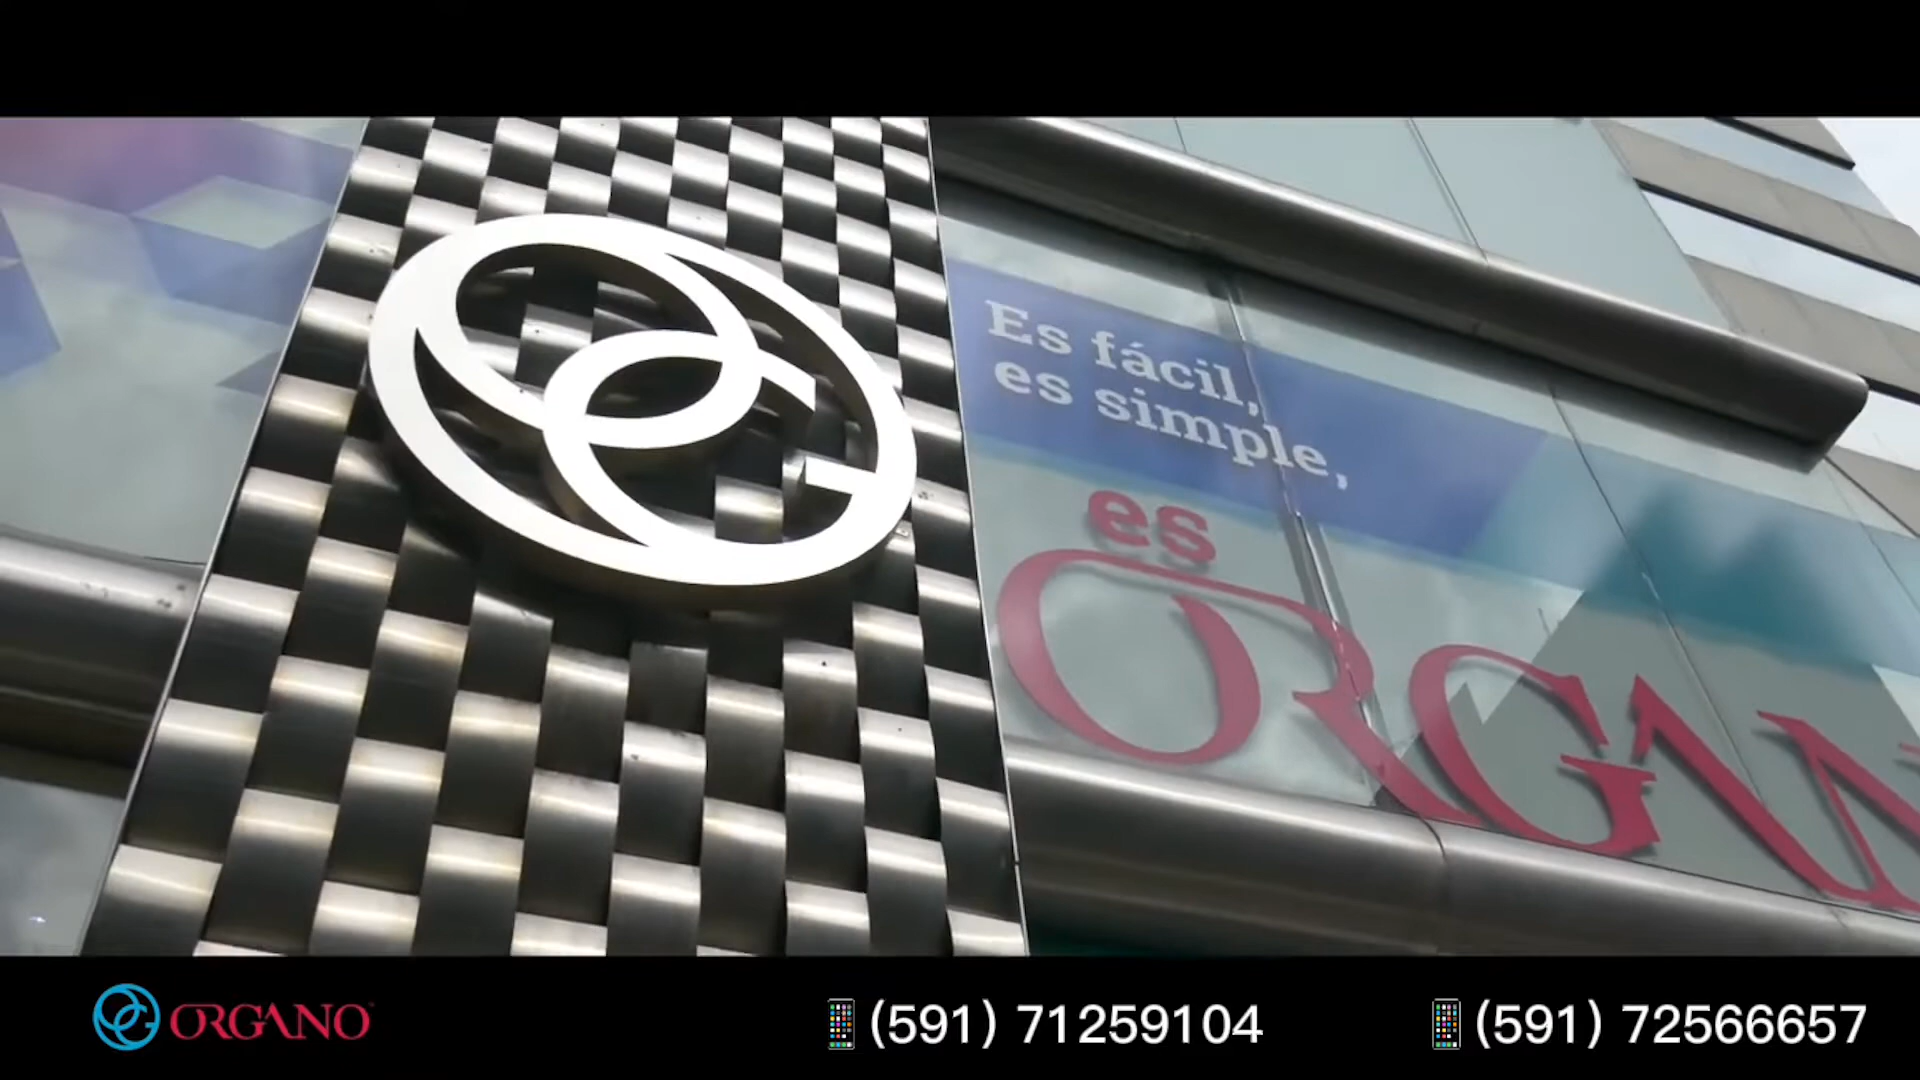 Es fácil,
es simple,
es
ORGAN
ORGANO
(591) 71259104
(591) 72566657